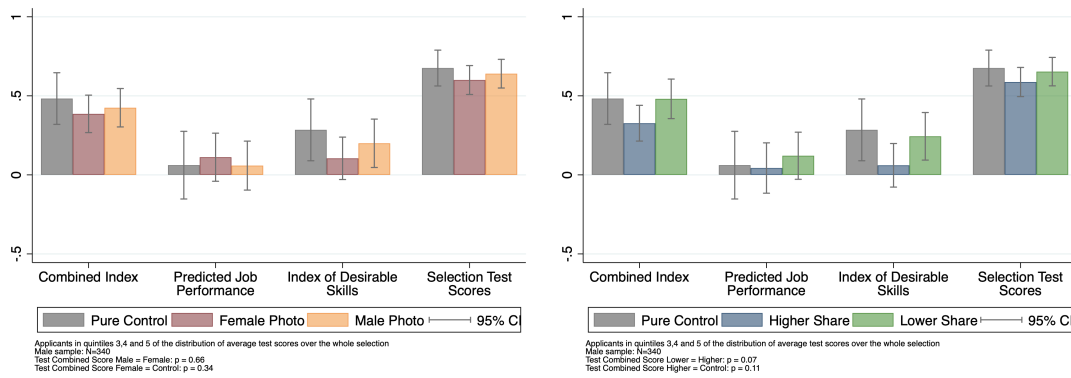 1
.5
0
-.5
Combined Index
Predicted Job
Performance
Index of Desirable
Skills
Selection Test
Scores
Pure Control
Female Photo
Male Photo
95% CI
Applicants in quintiles 3,4 and 5 of the distribution of average test scores over the whole selection
Male sample: N=340
Test Combined Score Male = Female: p = 0.66
Test Combined Score Female = Control: p = 0.34
1
.5
0
-.5
Combined Index
Predicted Job
Performance
Index of Desirable
Skills
Selection Test
Scores
Pure Control
Higher Share
Lower Share
95% CI
Applicants in quintiles 3,4 and 5 of the distribution of average test scores over the whole selection
Male sample: N=340
Test Combined Score Lower = Higher: p = 0.07
Test Combined Score Higher = Control: p = 0.11